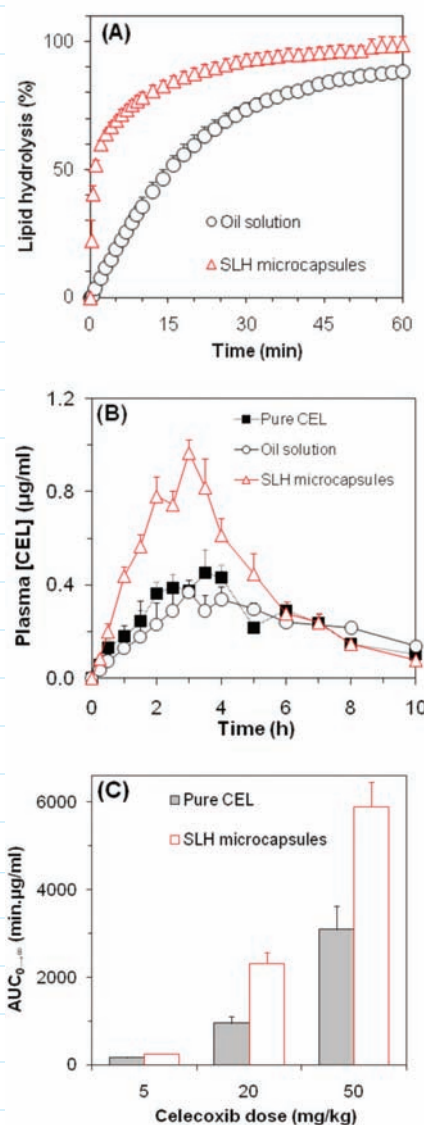 (A)
100
50
0
Lipid hydrolysis (%)
Oil solution
SLH microcapsules
0 15 30 45 60
Time (min)
(B)
1.2
0.8
0.4
0.0
Plasma [CEL] (µg/ml)
Pure CEL
Oil solution
SLH microcapsules
0 2 4 6 8 10
Time (h)
(C)
6000
4000
2000
0
AUC0→∞ (min.µg/ml)
Pure CEL
SLH microcapsules
5 20 50
Celecoxib dose (mg/kg)